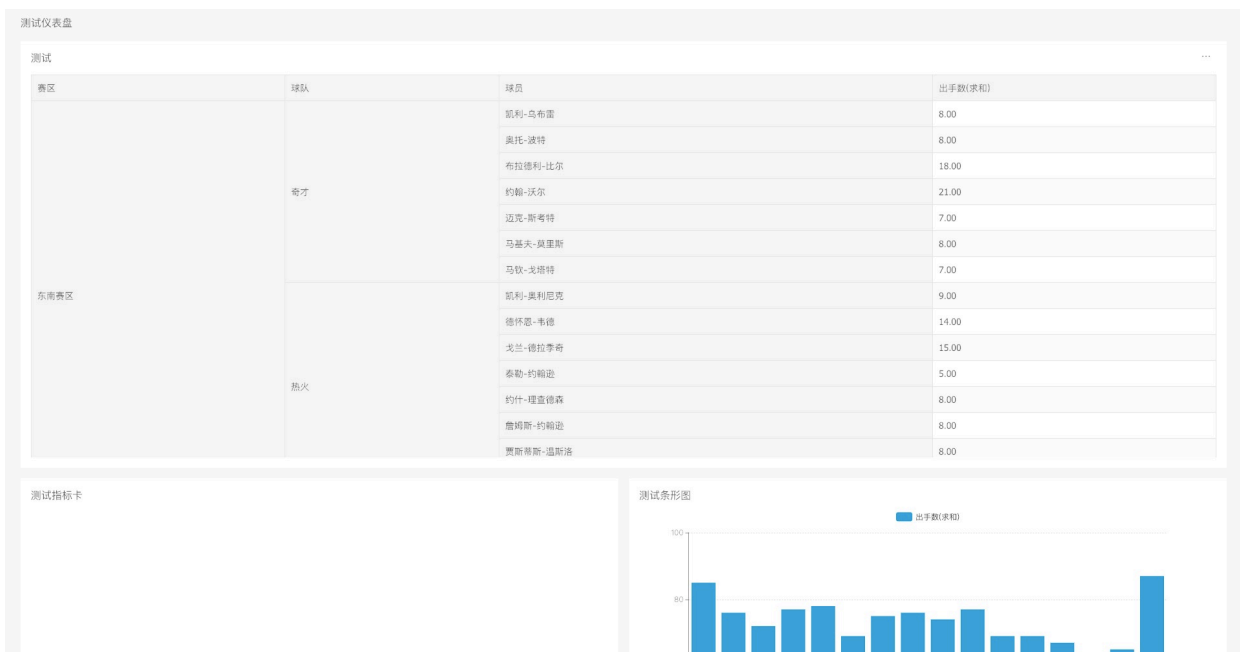 测试仪表盘
测试
...
赛区 球队 球员 出手数(求和)
凯利-乌布雷 8.00
奥托-波特 8.00
布拉德利-比尔 18.00
奇才 约翰-沃尔 21.00
迈克-斯考特 7.00
马基夫-莫里斯 8.00
马钦-戈塔特 7.00
东南赛区 凯利-奥利尼克 9.00
德怀恩-韦德 14.00
戈兰-德拉季奇 15.00
泰勒-约翰逊 5.00
热火 约什-理查德森 8.00
詹姆斯-约翰逊 8.00
贾斯蒂斯-温斯洛 8.00
测试指标卡
测试条形图
出手数(求和)
100
80